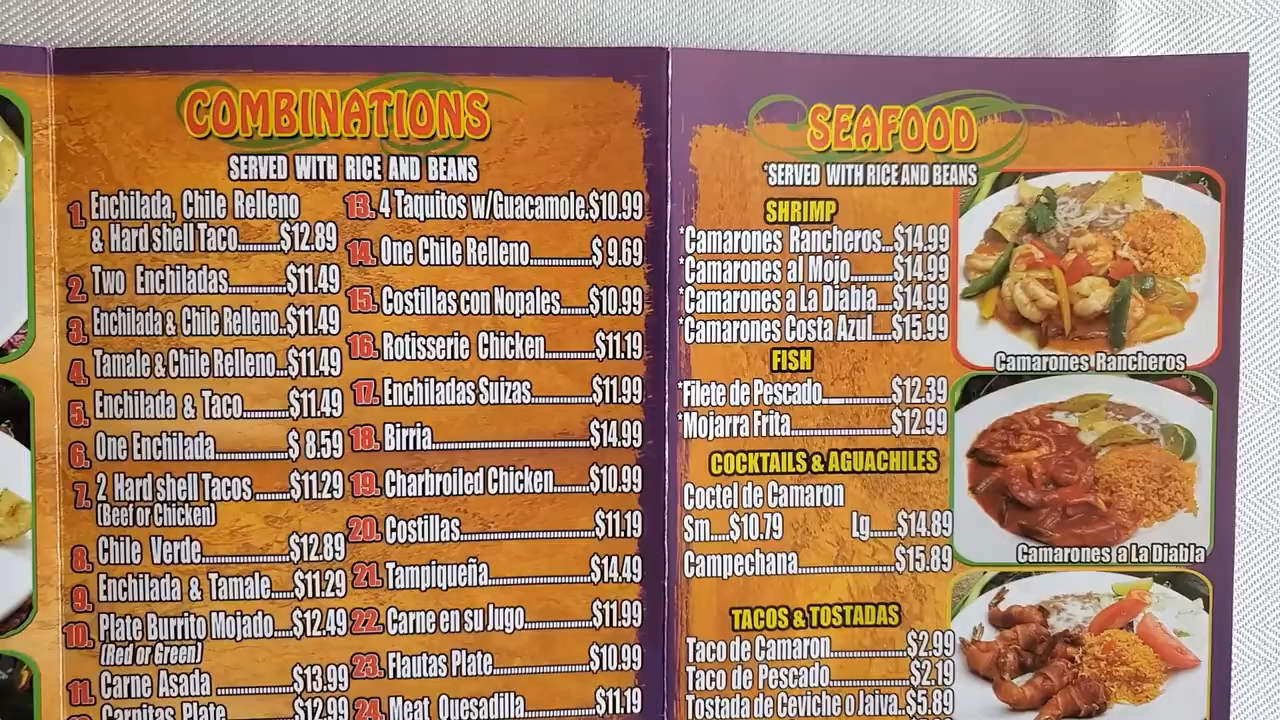 COMBINATIONS
SERVED WITH RICE AND BEANS
1. Enchilada, Chile Relleno
& Hard shell Taco..........$12.89
2. Two Enchiladas..............$11.49
3. Enchilada & Chile Relleno..$11.49
4. Tamale & Chile Relleno...$11.49
5. Enchilada & Taco...........$11.49
6. One Enchilada................$ 8.59
7. 2 Hard shell Tacos ........$11.29
(Beef or Chicken)
8. Chile Verde.....................$12.89
9. Enchilada & Tamale.....$11.29
10. Plate Burrito Mojado....$12.49
(Red or Green)
11. Carne Asada ..................$13.99
Carnitas Plate..............$12.99
13. 4 Taquitos w/Guacamole.$10.99
14. One Chile Relleno...............$ 9.69
15. Costillas con Nopales.......$10.99
16. Rotisserie Chicken............$11.19
17. Enchiladas Suizas..............$11.99
18. Birria.......................................$14.99
19. Charbroiled Chicken.........$10.99
20. Costillas................................$11.19
21. Tampiqueña.........................$14.49
22. Carne en su Jugo................$11.99
23. Flautas Plate.......................$10.99
24. Meat Quesadilla.................$11.19
SEAFOOD
*SERVED WITH RICE AND BEANS
SHRIMP
*Camarones Rancheros...$14.99
*Camarones al Mojo..........$14.99
*Camarones a La Diabla....$14.99
*Camarones Costa Azul.....$15.99
FISH
*Filete de Pescado.................$12.39
*Mojarra Frita.......................$12.99
COCKTAILS & AGUACHILES
Coctel de Camaron
Sm....$10.79 Lg....$14.89
Campechana.......................$15.89
TACOS & TOSTADAS
Taco de Camaron..................$2.99
Taco de Pescado...................$2.19
Tostada de Ceviche o Jaiva..$5.89
Camarones Rancheros
Camarones a La Diabla